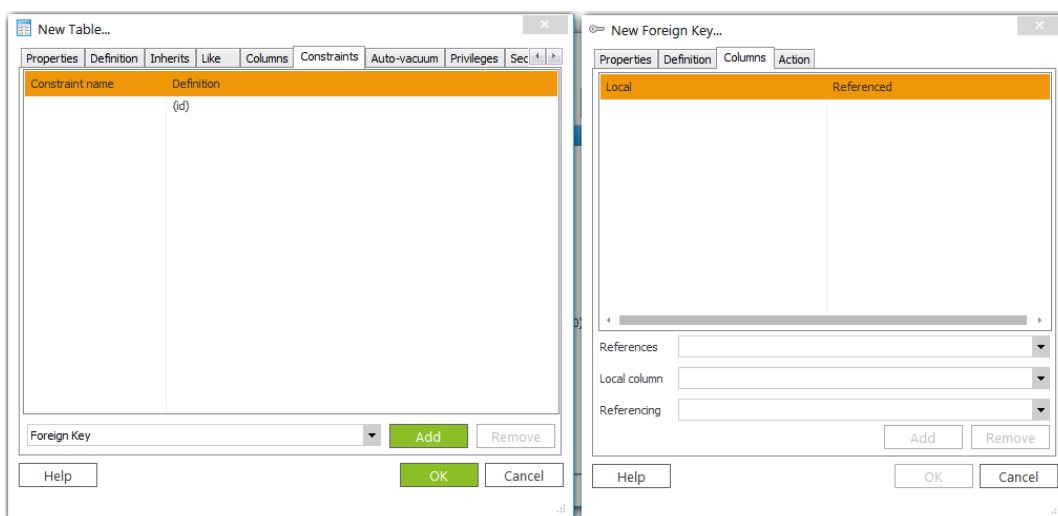 New Table...
Properties Definition Inherits Like Columns Constraints Auto-vacuum Privileges Sec
Constraint name Definition
(id)
Foreign Key Add Remove
Help OK Cancel
New Foreign Key...
Properties Definition Columns Action
Local Referenced
References
Local column
Referencing
Add Remove
Help OK Cancel